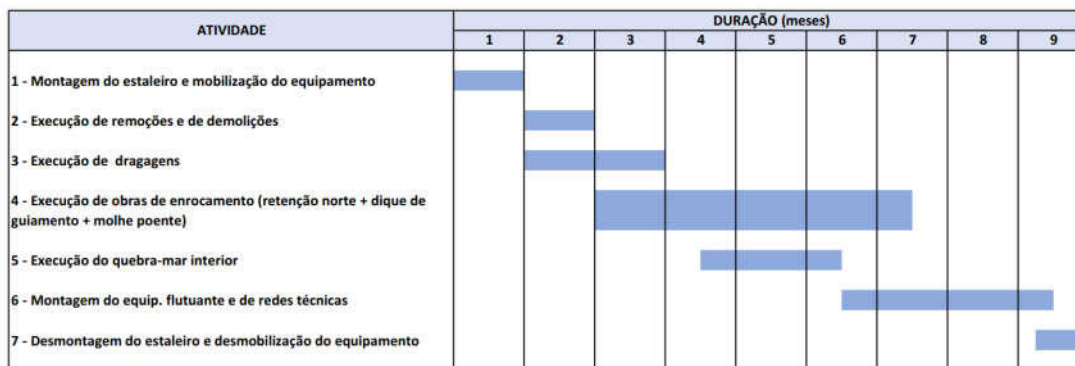 ATIVIDADE
DURAÇÃO (meses)
1 2 3 4 5 6 7 8 9
1 - Montagem do estaleiro e mobilização do equipamento
2 - Execução de remoções e de demolições
3 - Execução de dragagens
4 - Execução de obras de enrocamento (retenção norte + dique de
guiamento + molhe poente)
5 - Execução do quebra-mar interior
6 - Montagem do equip. flutuante e de redes técnicas
7 - Desmontagem do estaleiro e desmobilização do equipamento